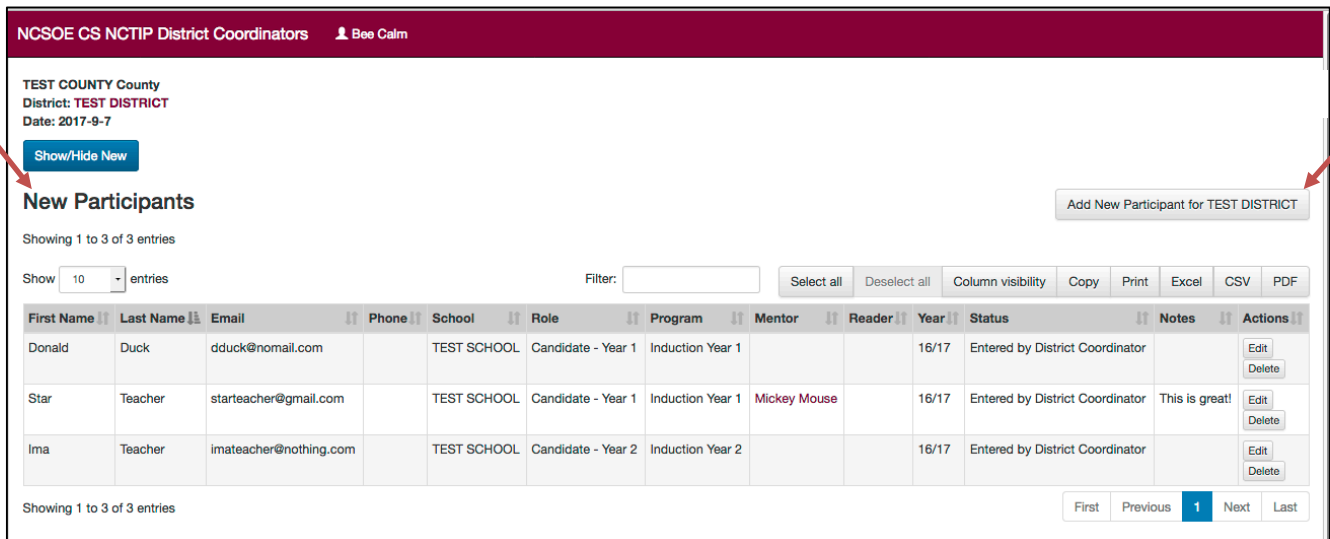 NCSOE CS NCTIP District Coordinators Bee Calm
TEST COUNTY County
District: TEST DISTRICT
Date: 2017-9-7
Show/Hide New
New Participants
Add New Participant for TEST DISTRICT
Showing 1 to 3 of 3 entries
Show 10 entries Filter: Select all Deselect all Column visibility Copy Print Excel CSV PDF
First Name Last Name Email Phone School Role Program Mentor Reader Year Status Notes Actions
Donald Duck dduck@nomail.com TEST SCHOOL Candidate - Year 1 Induction Year 1 16/17 Entered by District Coordinator Edit
Delete
Star Teacher starteacher@gmail.com TEST SCHOOL Candidate - Year 1 Induction Year 1 Mickey Mouse 16/17 Entered by District Coordinator This is great! Edit
Delete
Ima Teacher imateacher@nothing.com TEST SCHOOL Candidate - Year 2 Induction Year 2 16/17 Entered by District Coordinator Edit
Delete
Showing 1 to 3 of 3 entries First Previous 1 Next Last